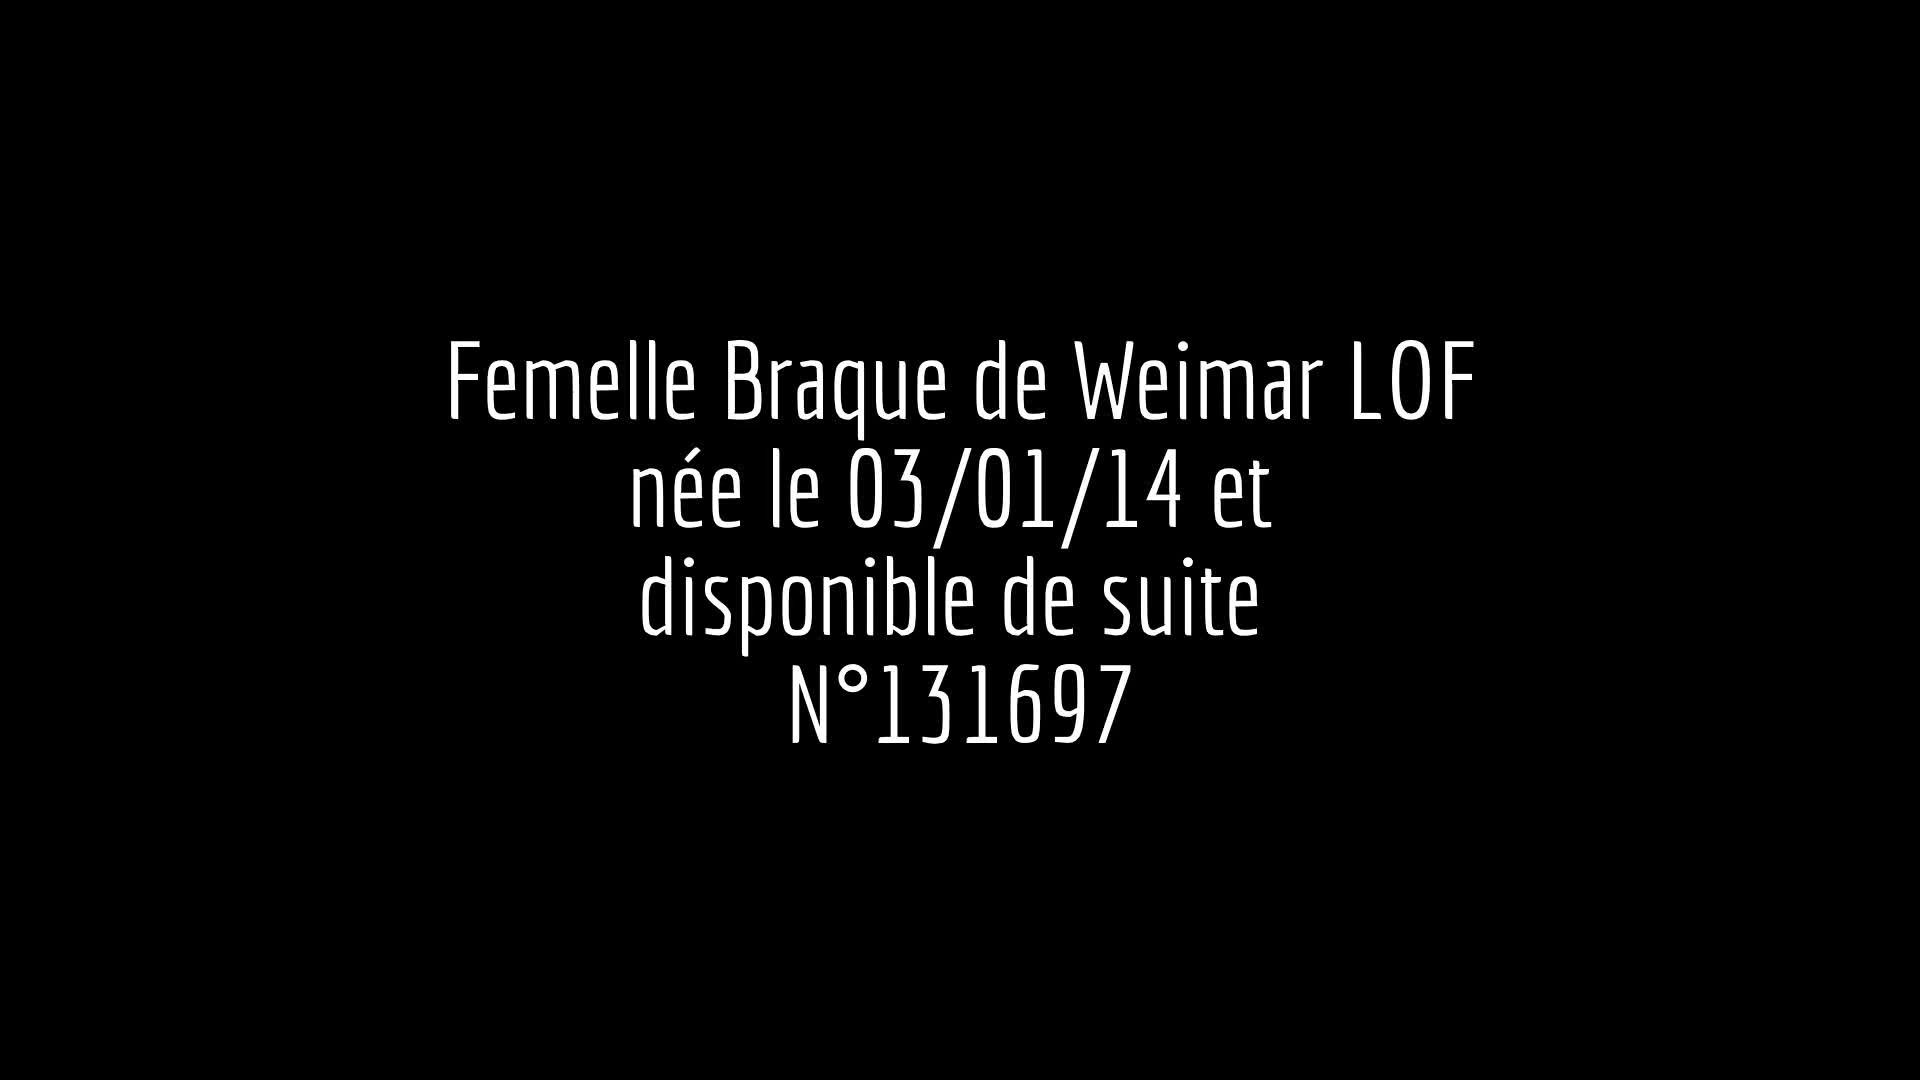 Femelle Braque de Weimar LOF
née le 03/01/14 et
disponible de suite
N°131697